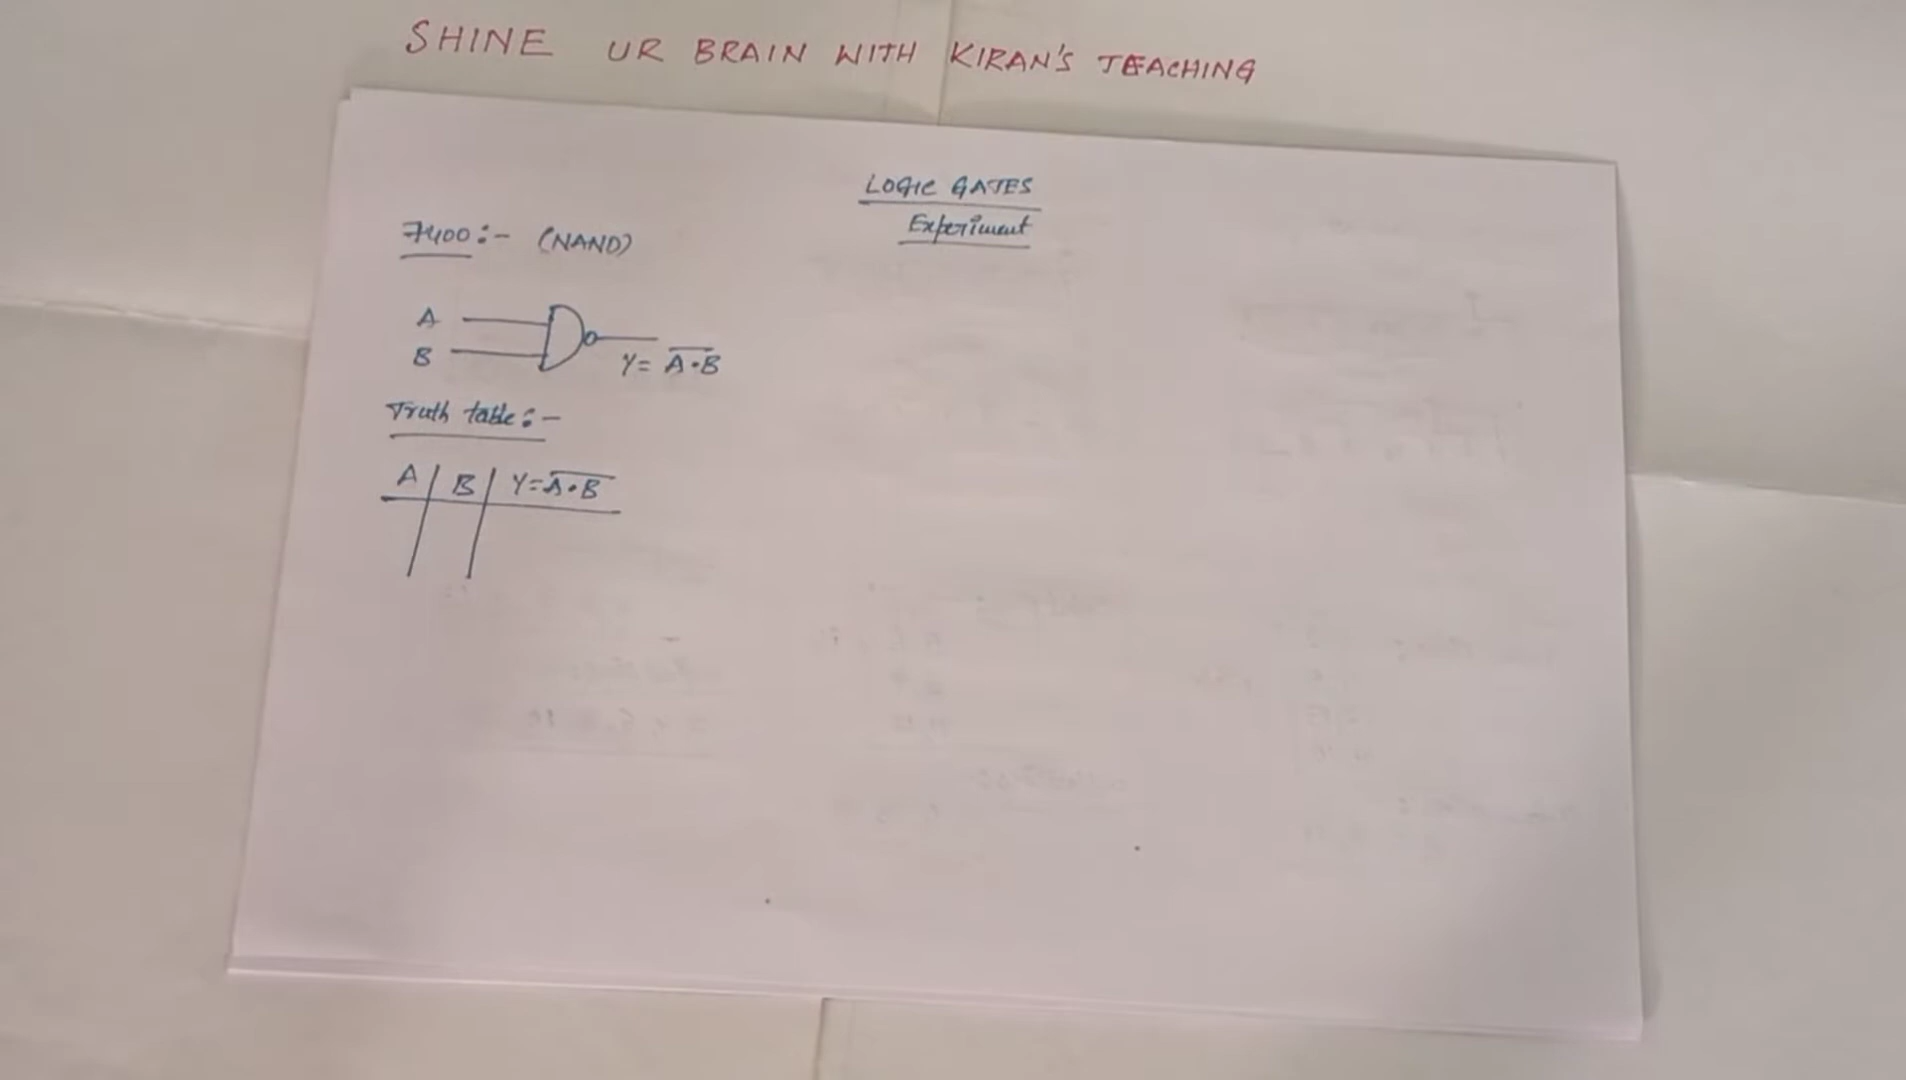 SHINE UR BRAIN WITH KIRAN'S TEACHING
LOGIC GATES
Experiment
7400:- (NAND)
A
B
Y= A̅·̅B̅
Truth table:-
A B Y=A̅·̅B̅